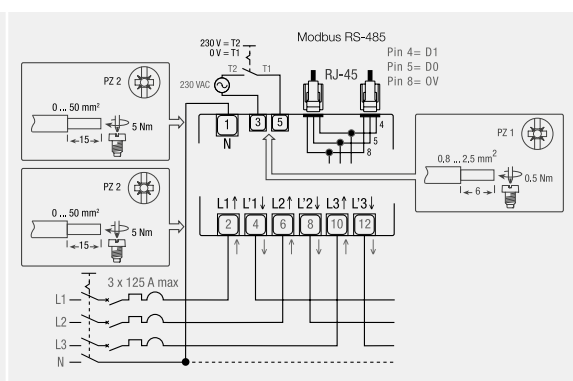 230 V = T2
0 V = T1
Modbus RS-485
Pin 4= D1
Pin 5= D0
Pin 8= 0V
T2 T1
RJ-45
230 VAC
PZ 2
0 ... 50 mm²
15
5 Nm
1
N
3
5
4
5
8
PZ 1
0,8 ... 2,5 mm²
6
0.5 Nm
PZ 2
0 ... 50 mm²
15
5 Nm
L1↑ L'1↓ L2↑ L'2↓ L3↑ L'3↓
2 4 6 8 10 12
3 x 125 A max
L1
L2
L3
N